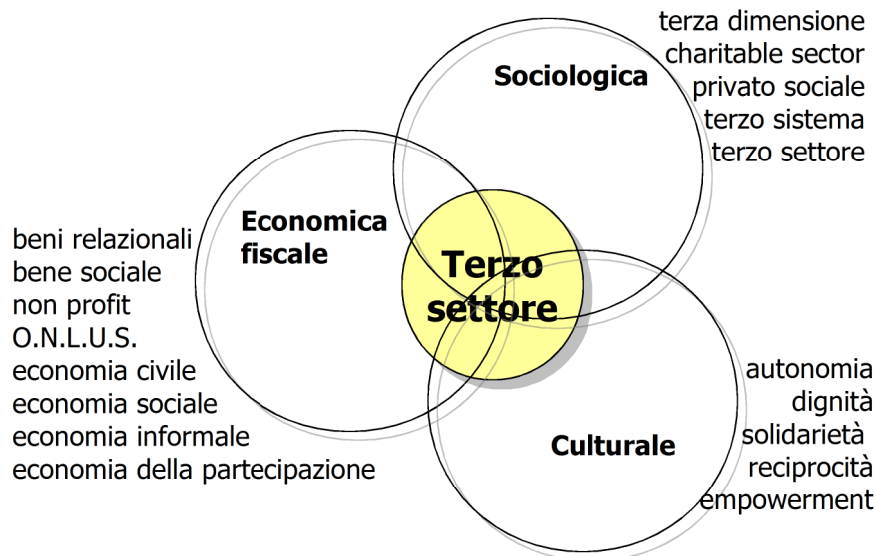 terza dimensione
charitable sector
privato sociale
terzo sistema
terzo settore
Sociologica
Economica
fiscale
beni relazionali
bene sociale
non profit
O.N.L.U.S.
economia civile
economia sociale
economia informale
economia della partecipazione
Terzo
settore
Culturale
autonomia
dignità
solidarietà
reciprocità
empowerment